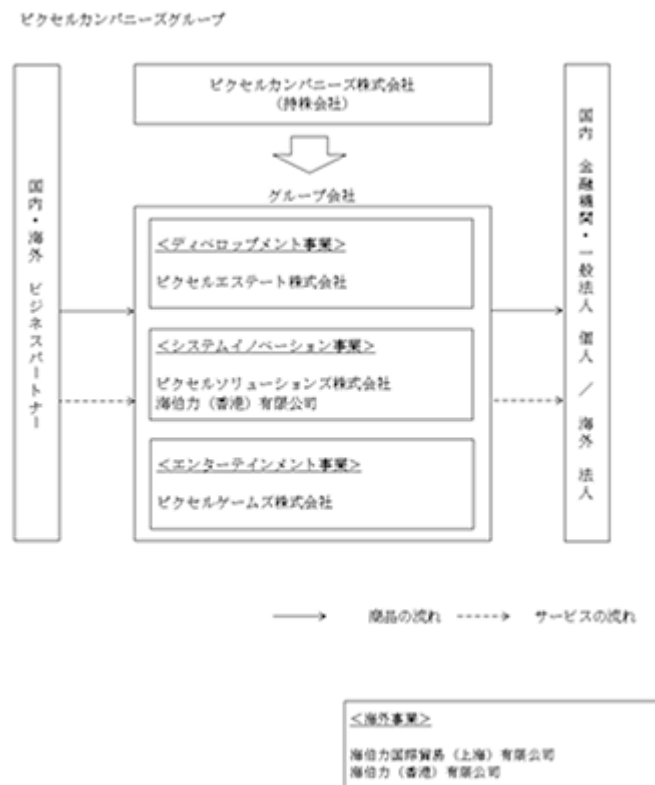 ピクセルカンパニーズグループ
ピクセルカンパニーズ株式会社
(持株会社)
グループ会社
国内・海外 ビジネスパートナー
<ディベロップメント事業>
ピクセルエステート株式会社
<システムイノベーション事業>
ピクセルソリューションズ株式会社
海伯力(香港)有限公司
<エンターテインメント事業>
ピクセルゲームズ株式会社
国内 金融機関・一般法人 個人 / 海外 法人
商品の流れ
サービスの流れ
<海外事業>
海伯力国際貿易(上海)有限公司
海伯力(香港)有限公司